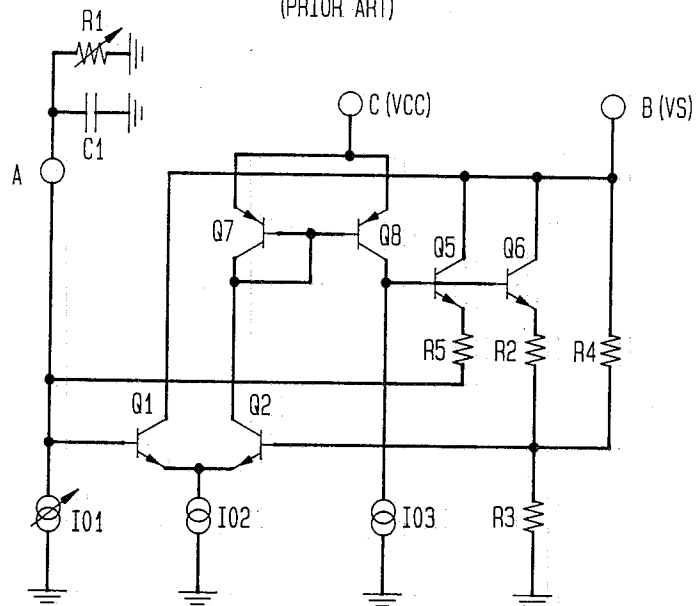 (PRIOR ART)
R1
C (VCC)
B (VS)
C1
A
Q7
Q8
Q5
Q6
R5
R2
R4
Q1
Q2
I01
I02
I03
R3